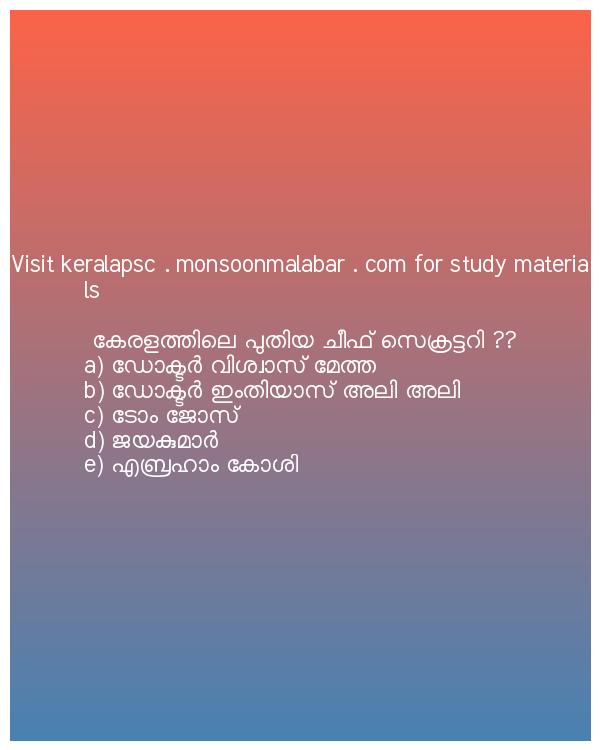 Visit keralapsc . monsoonmalabar . com for study materia
ls
കേരളത്തിലെ പുതിയ ചീഫ് സെക്രട്ടറി ??
a) ഡോക്ടർ വിശ്വാസ് മേത്ത
b) ഡോക്ടർ ഇംതിയാസ് അലി അലി
c) ടോം ജോസ്
d) ജയകുമാർ
e) എബ്രഹാം കോശി